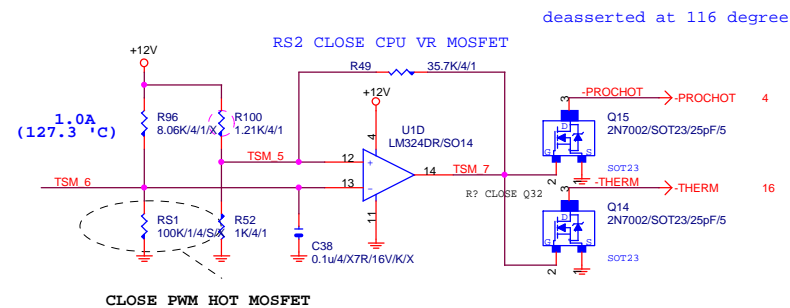 deasserted at 116 degree
RS2 CLOSE CPU VR MOSFET
+12V
R49
35.7K/4/1
+12V
-PROCHOT
-PROCHOT
4
1.0A
(127.3 'C)
R96
8.06K/4/1/X
R100
1.21K/4/1
U1D
LM324DR/SO14
3
D
G
S
Q15
2N7002/SOT23/25pF/5
SOT23
2
1
TSM_5
12
+
4
14
TSM_7
13
-
11
TSM_6
R? CLOSE Q32
-THERM
-THERM
16
3
D
G
S
Q14
2N7002/SOT23/25pF/5
SOT23
2
1
RS1
100K/1/4/S/X
R52
1K/4/1
C38
0.1u/4/X7R/16V/K/X
CLOSE PWM HOT MOSFET